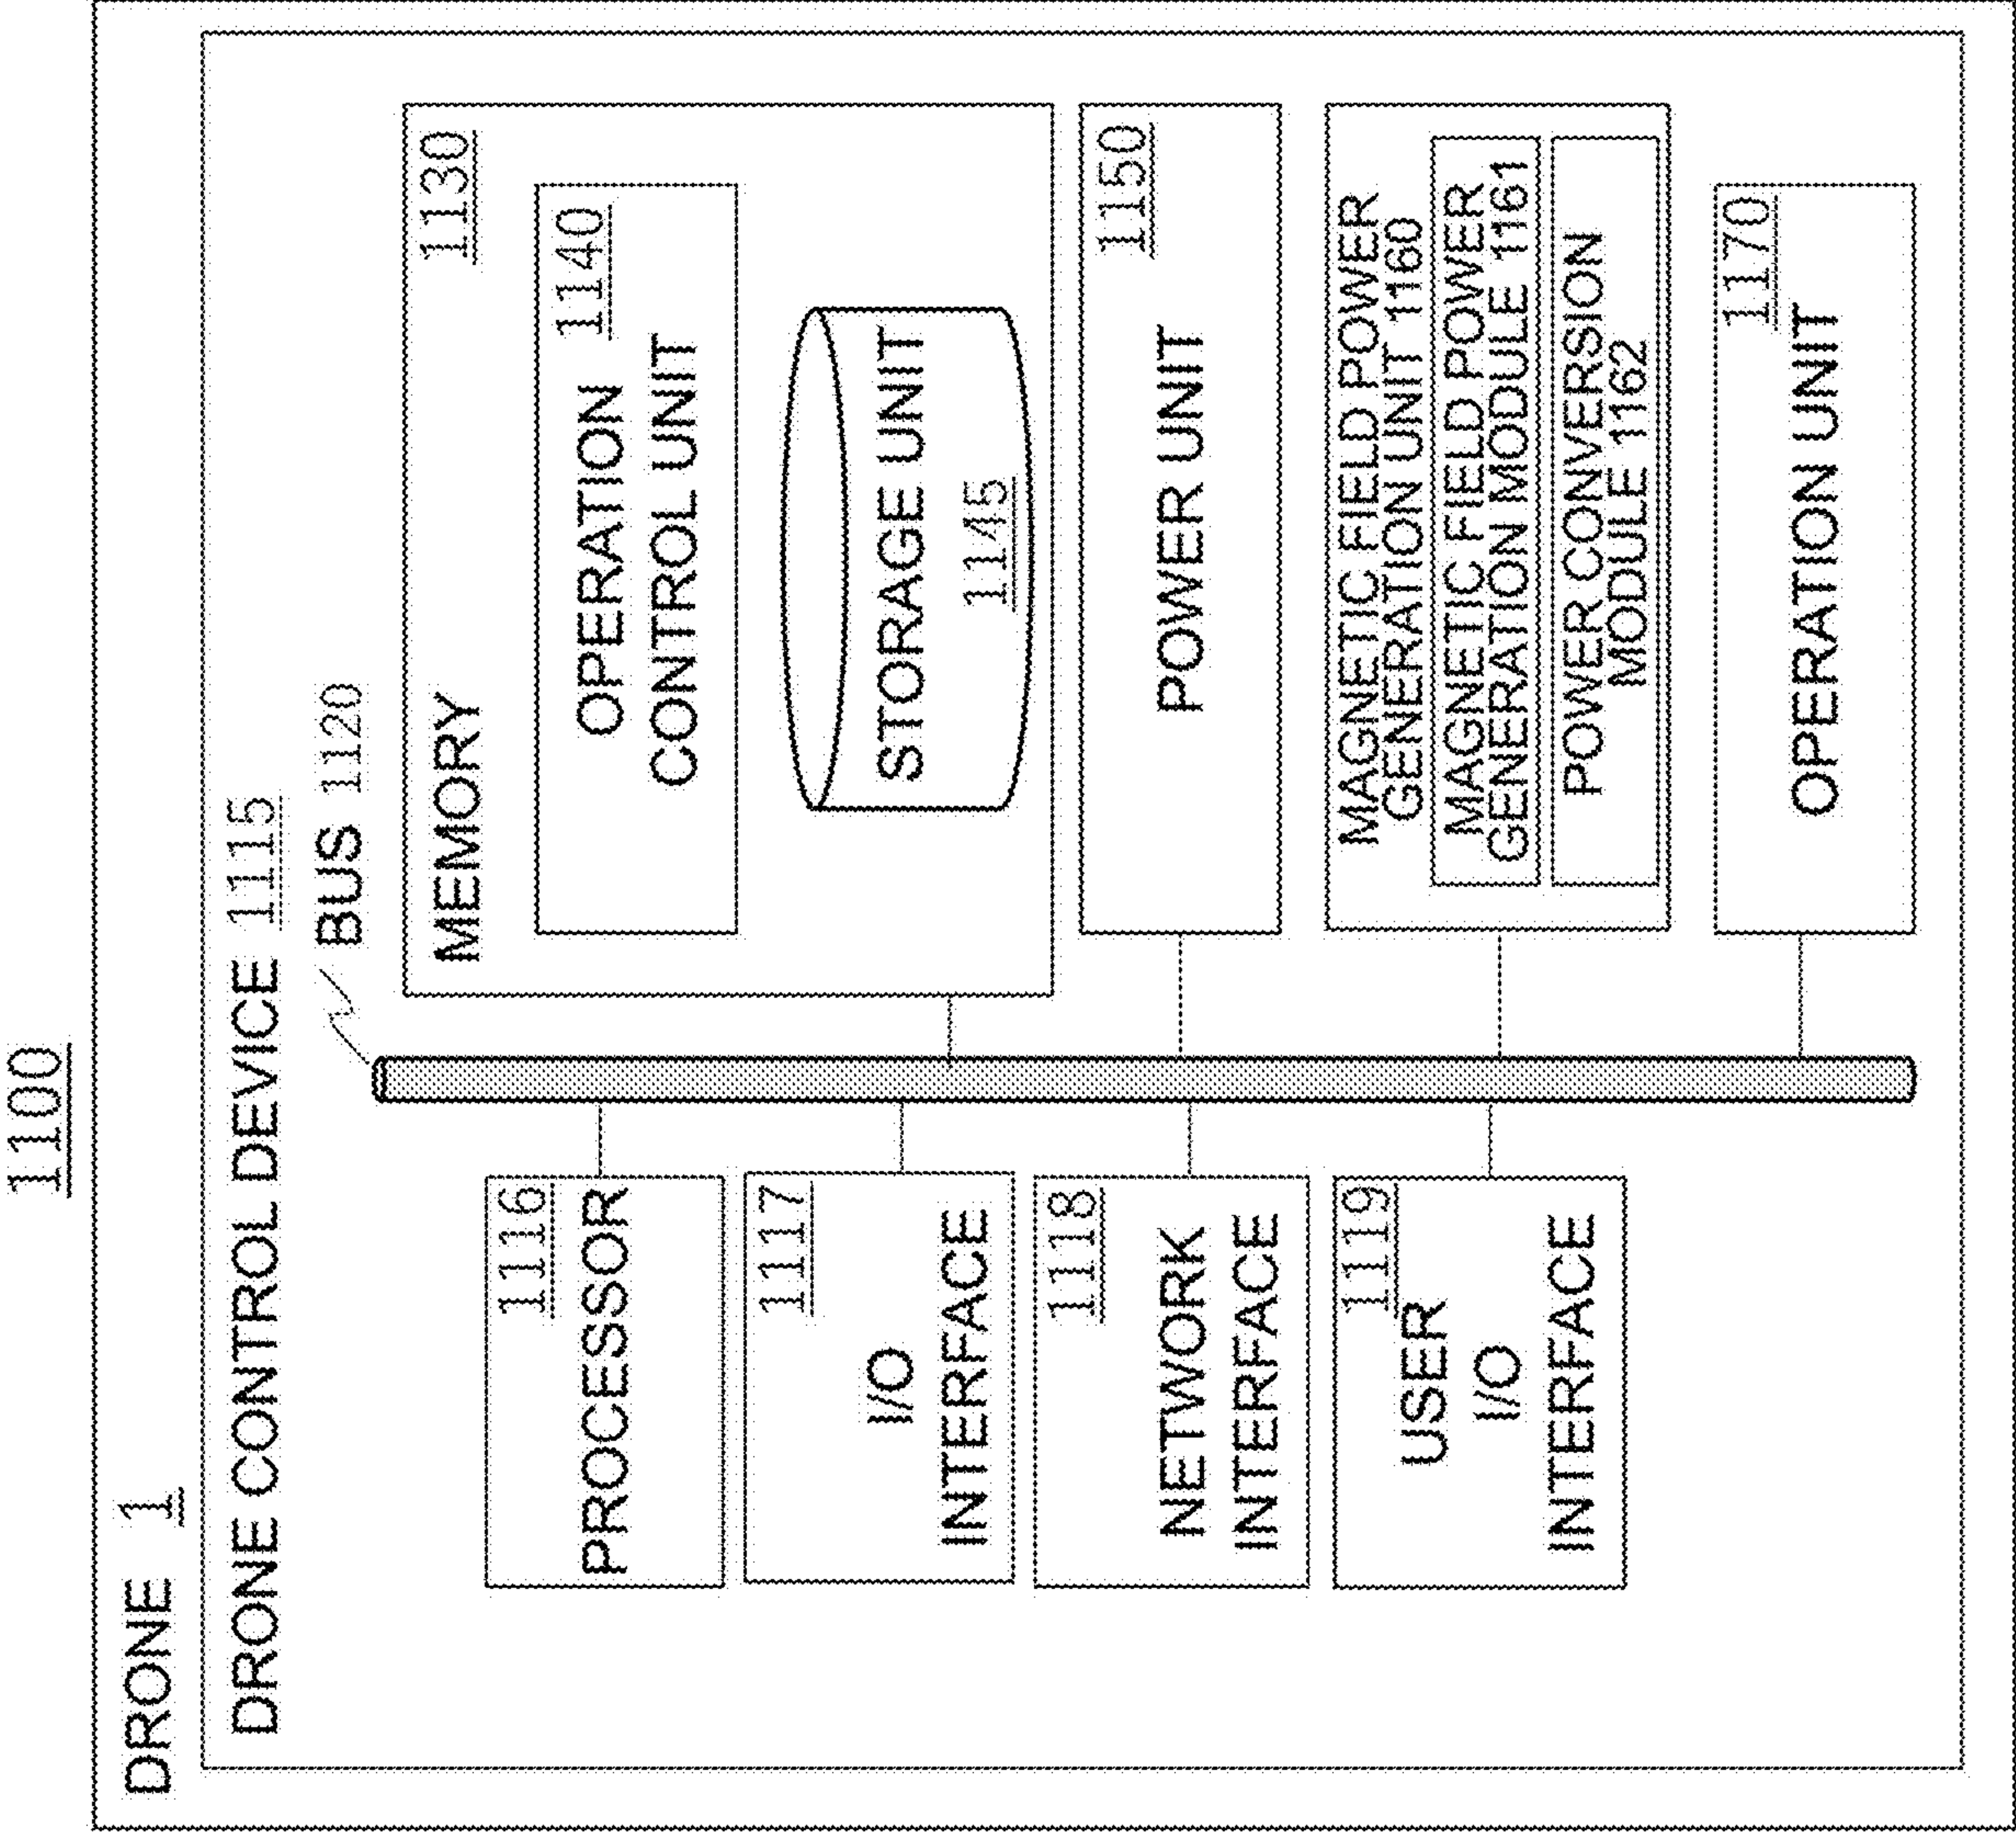 1100
DRONE 1
DRONE CONTROL DEVICE 1115
BUS 1120
1116
PROCESSOR
1117
I/O
INTERFACE
1118
NETWORK
INTERFACE
1119
USER
I/O
INTERFACE
MEMORY 1130
1140
OPERATION
CONTROL UNIT
STORAGE UNIT
1145
1150
POWER UNIT
MAGNETIC FIELD POWER
GENERATION UNIT 1160
MAGNETIC FIELD POWER
GENERATION MODULE 1161
POWER CONVERSION
MODULE 1162
1170
OPERATION UNIT